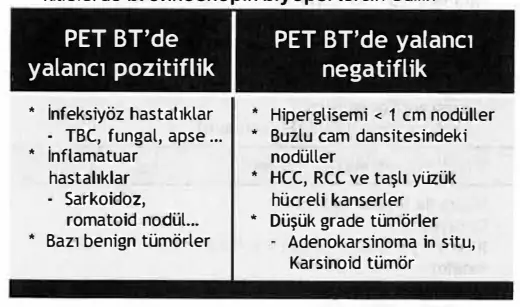 PET BT'de
yalancı pozitiflik
PET BT'de yalancı
negatiflik
* İnfeksiyöz hastalıklar
- TBC, fungal, apse ...
* İnflamatuar
hastalıklar
- Sarkoidoz,
romatoid nodül...
* Bazı benign tümörler
* Hiperglisemi < 1 cm nodüller
* Buzlu cam dansitesindeki
nodüller
* HCC, RCC ve taşlı yüzük
hücreli kanserler
* Düşük grade tümörler
- Adenokarsinoma in situ,
Karsinoid tümör